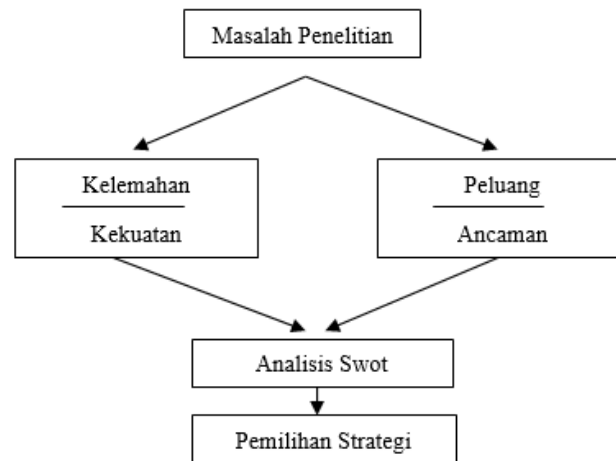 Masalah Penelitian
Kelemahan
Kekuatan
Peluang
Ancaman
Analisis Swot
Pemilihan Strategi